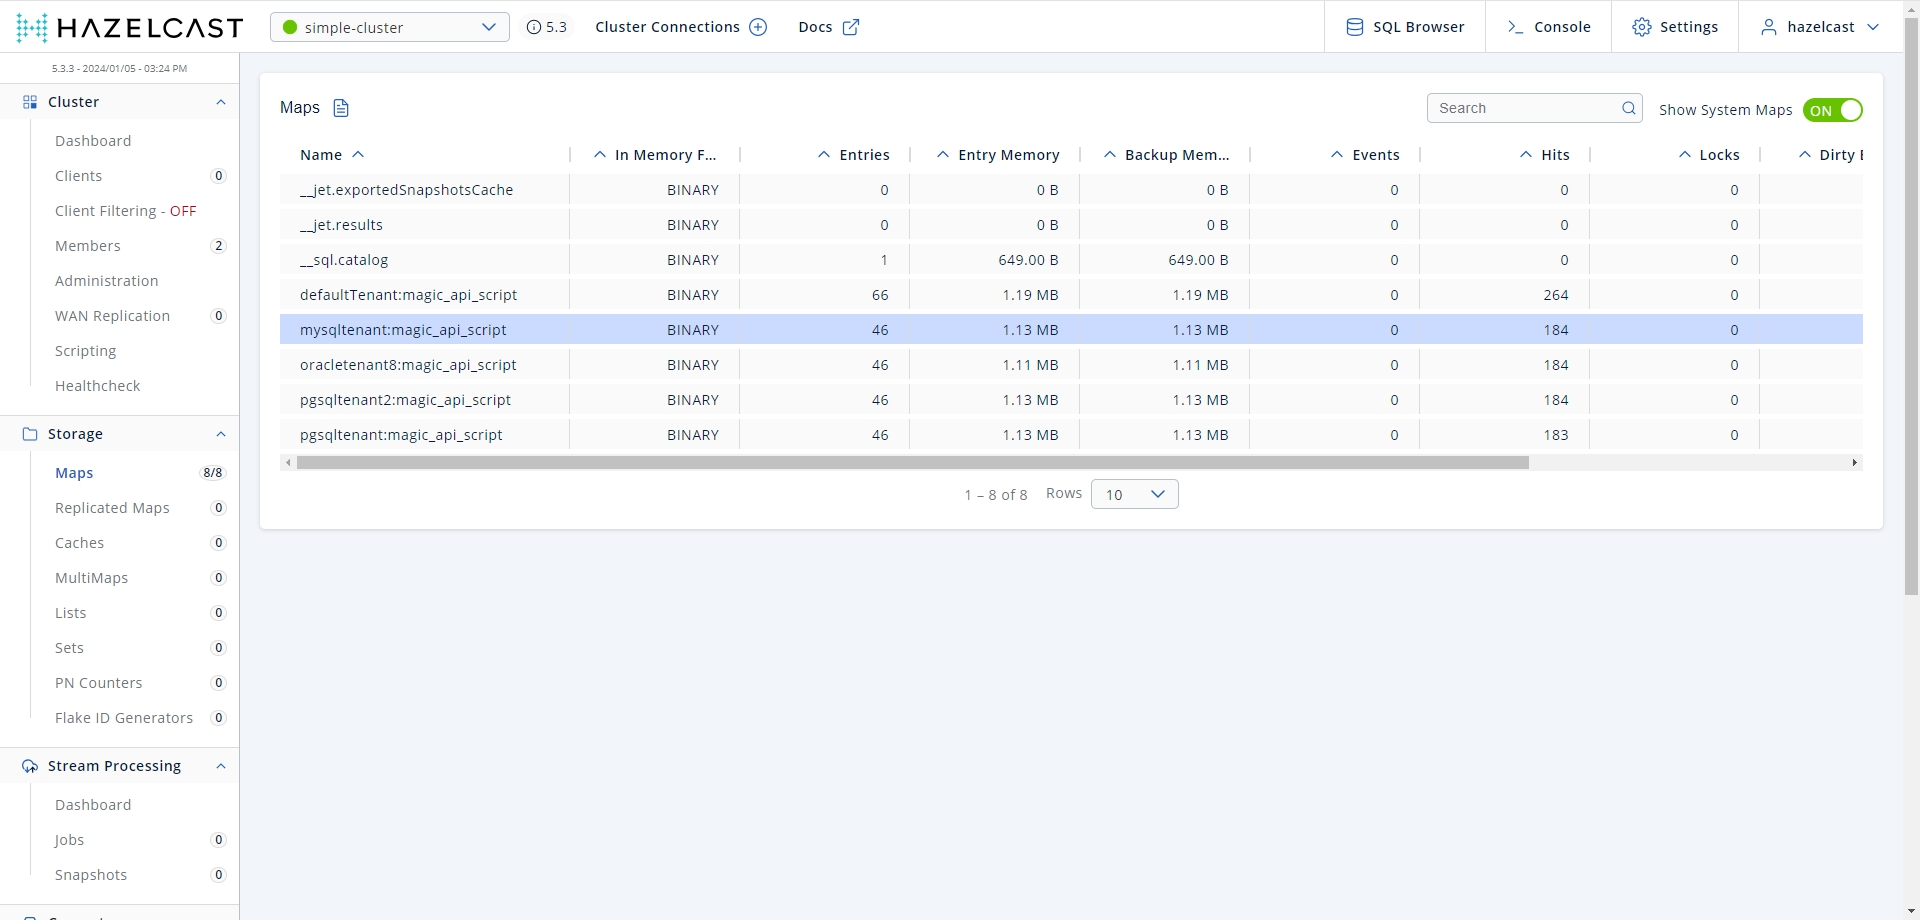 HAZELCAST
simple-cluster
5.3
Cluster Connections
Docs
SQL Browser
Console
Settings
hazelcast
5.3.3 - 2024/01/05 - 03:24 PM
Cluster
Dashboard
Clients 0
Client Filtering - OFF
Members 2
Administration
WAN Replication 0
Scripting
Healthcheck
Storage
Maps 8/8
Replicated Maps 0
Caches 0
MultiMaps 0
Lists 0
Sets 0
PN Counters 0
Flake ID Generators 0
Stream Processing
Dashboard
Jobs 0
Snapshots 0
Maps
Search
Show System Maps ON
Name In Memory F... Entries Entry Memory Backup Mem... Events Hits Locks Dirty
__jet.exportedSnapshotsCache BINARY 0 0 B 0 B 0 0 0
__jet.results BINARY 0 0 B 0 B 0 0 0
__sql.catalog BINARY 1 649.00 B 649.00 B 0 0 0
defaultTenant:magic_api_script BINARY 66 1.19 MB 1.19 MB 0 264 0
mysqltenant:magic_api_script BINARY 46 1.13 MB 1.13 MB 0 184 0
oracletenant8:magic_api_script BINARY 46 1.11 MB 1.11 MB 0 184 0
pgsqltenant2:magic_api_script BINARY 46 1.13 MB 1.13 MB 0 184 0
pgsqltenant:magic_api_script BINARY 46 1.13 MB 1.13 MB 0 183 0
1 – 8 of 8 Rows 10